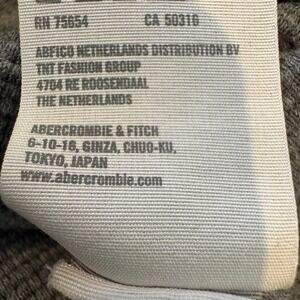 RN 75654 CA 50316
ABFICO NETHERLANDS DISTRIBUTION BV
TNT FASHION GROUP
4704 RE ROOSENDAAL
THE NETHERLANDS
ABERCROMBIE & FITCH
6-10-16, GINZA, CHUO-KU,
TOKYO, JAPAN
www.abercrombie.com